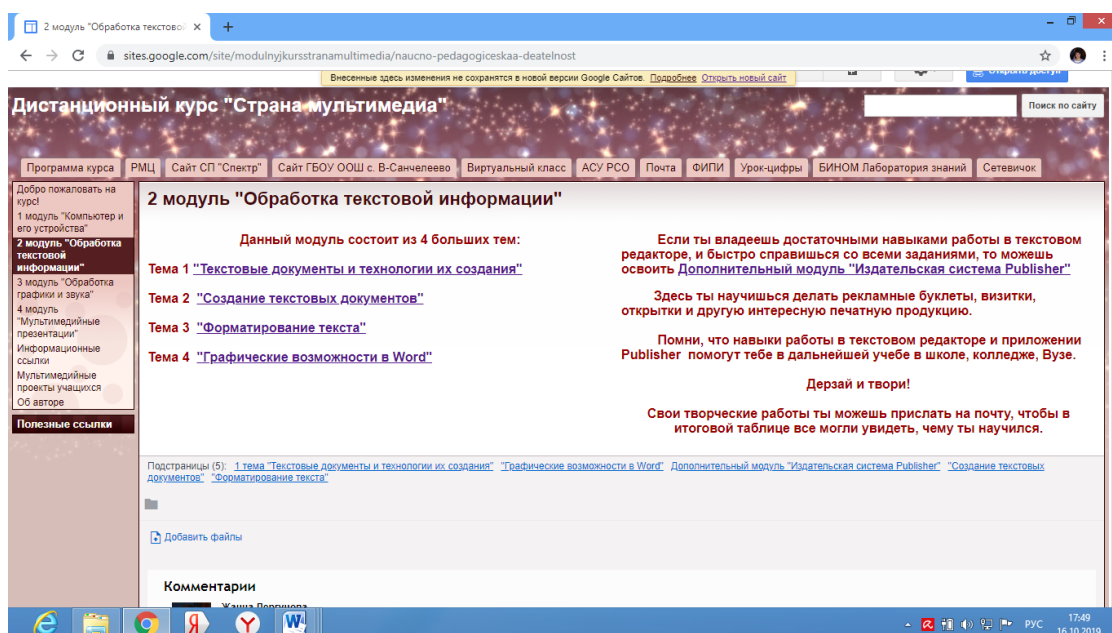 2 модуль "Обработка текстовой
sites.google.com/site/modulnyjkursstranamultimedia/naucno-pedagogiceskaa-deatelnost
Внесенные здесь изменения не сохранятся в новой версии Google Сайтов. Подробнее Открыть новый сайт
Открыть доступ
Дистанционный курс "Страна мультимедиа"
Поиск по сайту
Программа курса РМЦ Сайт СП "Спектр" Сайт ГБОУ ООШ с. В-Санчелеево Виртуальный класс АСУ РСО Почта ФИПИ Урок-цифры БИНОМ Лаборатория знаний Сетевичок
Добро пожаловать на
курс!
1 модуль "Компьютер и
его устройства"
2 модуль "Обработка
текстовой
информации"
3 модуль "Обработка
графики и звука"
4 модуль
"Мультимедийные
презентации"
Информационные
ссылки
Мультимедийные
проекты учащихся
Об авторе
Полезные ссылки
2 модуль "Обработка текстовой информации"
Данный модуль состоит из 4 больших тем:
Тема 1 "Текстовые документы и технологии их создания"
Тема 2 "Создание текстовых документов"
Тема 3 "Форматирование текста"
Тема 4 "Графические возможности в Word"
Если ты владеешь достаточными навыками работы в текстовом
редакторе, и быстро справишься со всеми заданиями, то можешь
освоить Дополнительный модуль "Издательская система Publisher"
Здесь ты научишься делать рекламные буклеты, визитки,
открытки и другую интересную печатную продукцию.
Помни, что навыки работы в текстовом редакторе и приложении
Publisher помогут тебе в дальнейшей учебе в школе, колледже, Вузе.
Дерзай и твори!
Свои творческие работы ты можешь прислать на почту, чтобы в
итоговой таблице все могли увидеть, чему ты научился.
Подстраницы (5): 1 тема "Текстовые документы и технологии их создания" "Графические возможности в Word" Дополнительный модуль "Издательская система Publisher" "Создание текстовых
документов" "Форматирование текста"
Добавить файлы
Комментарии
РУС
17:49
16.10.2019